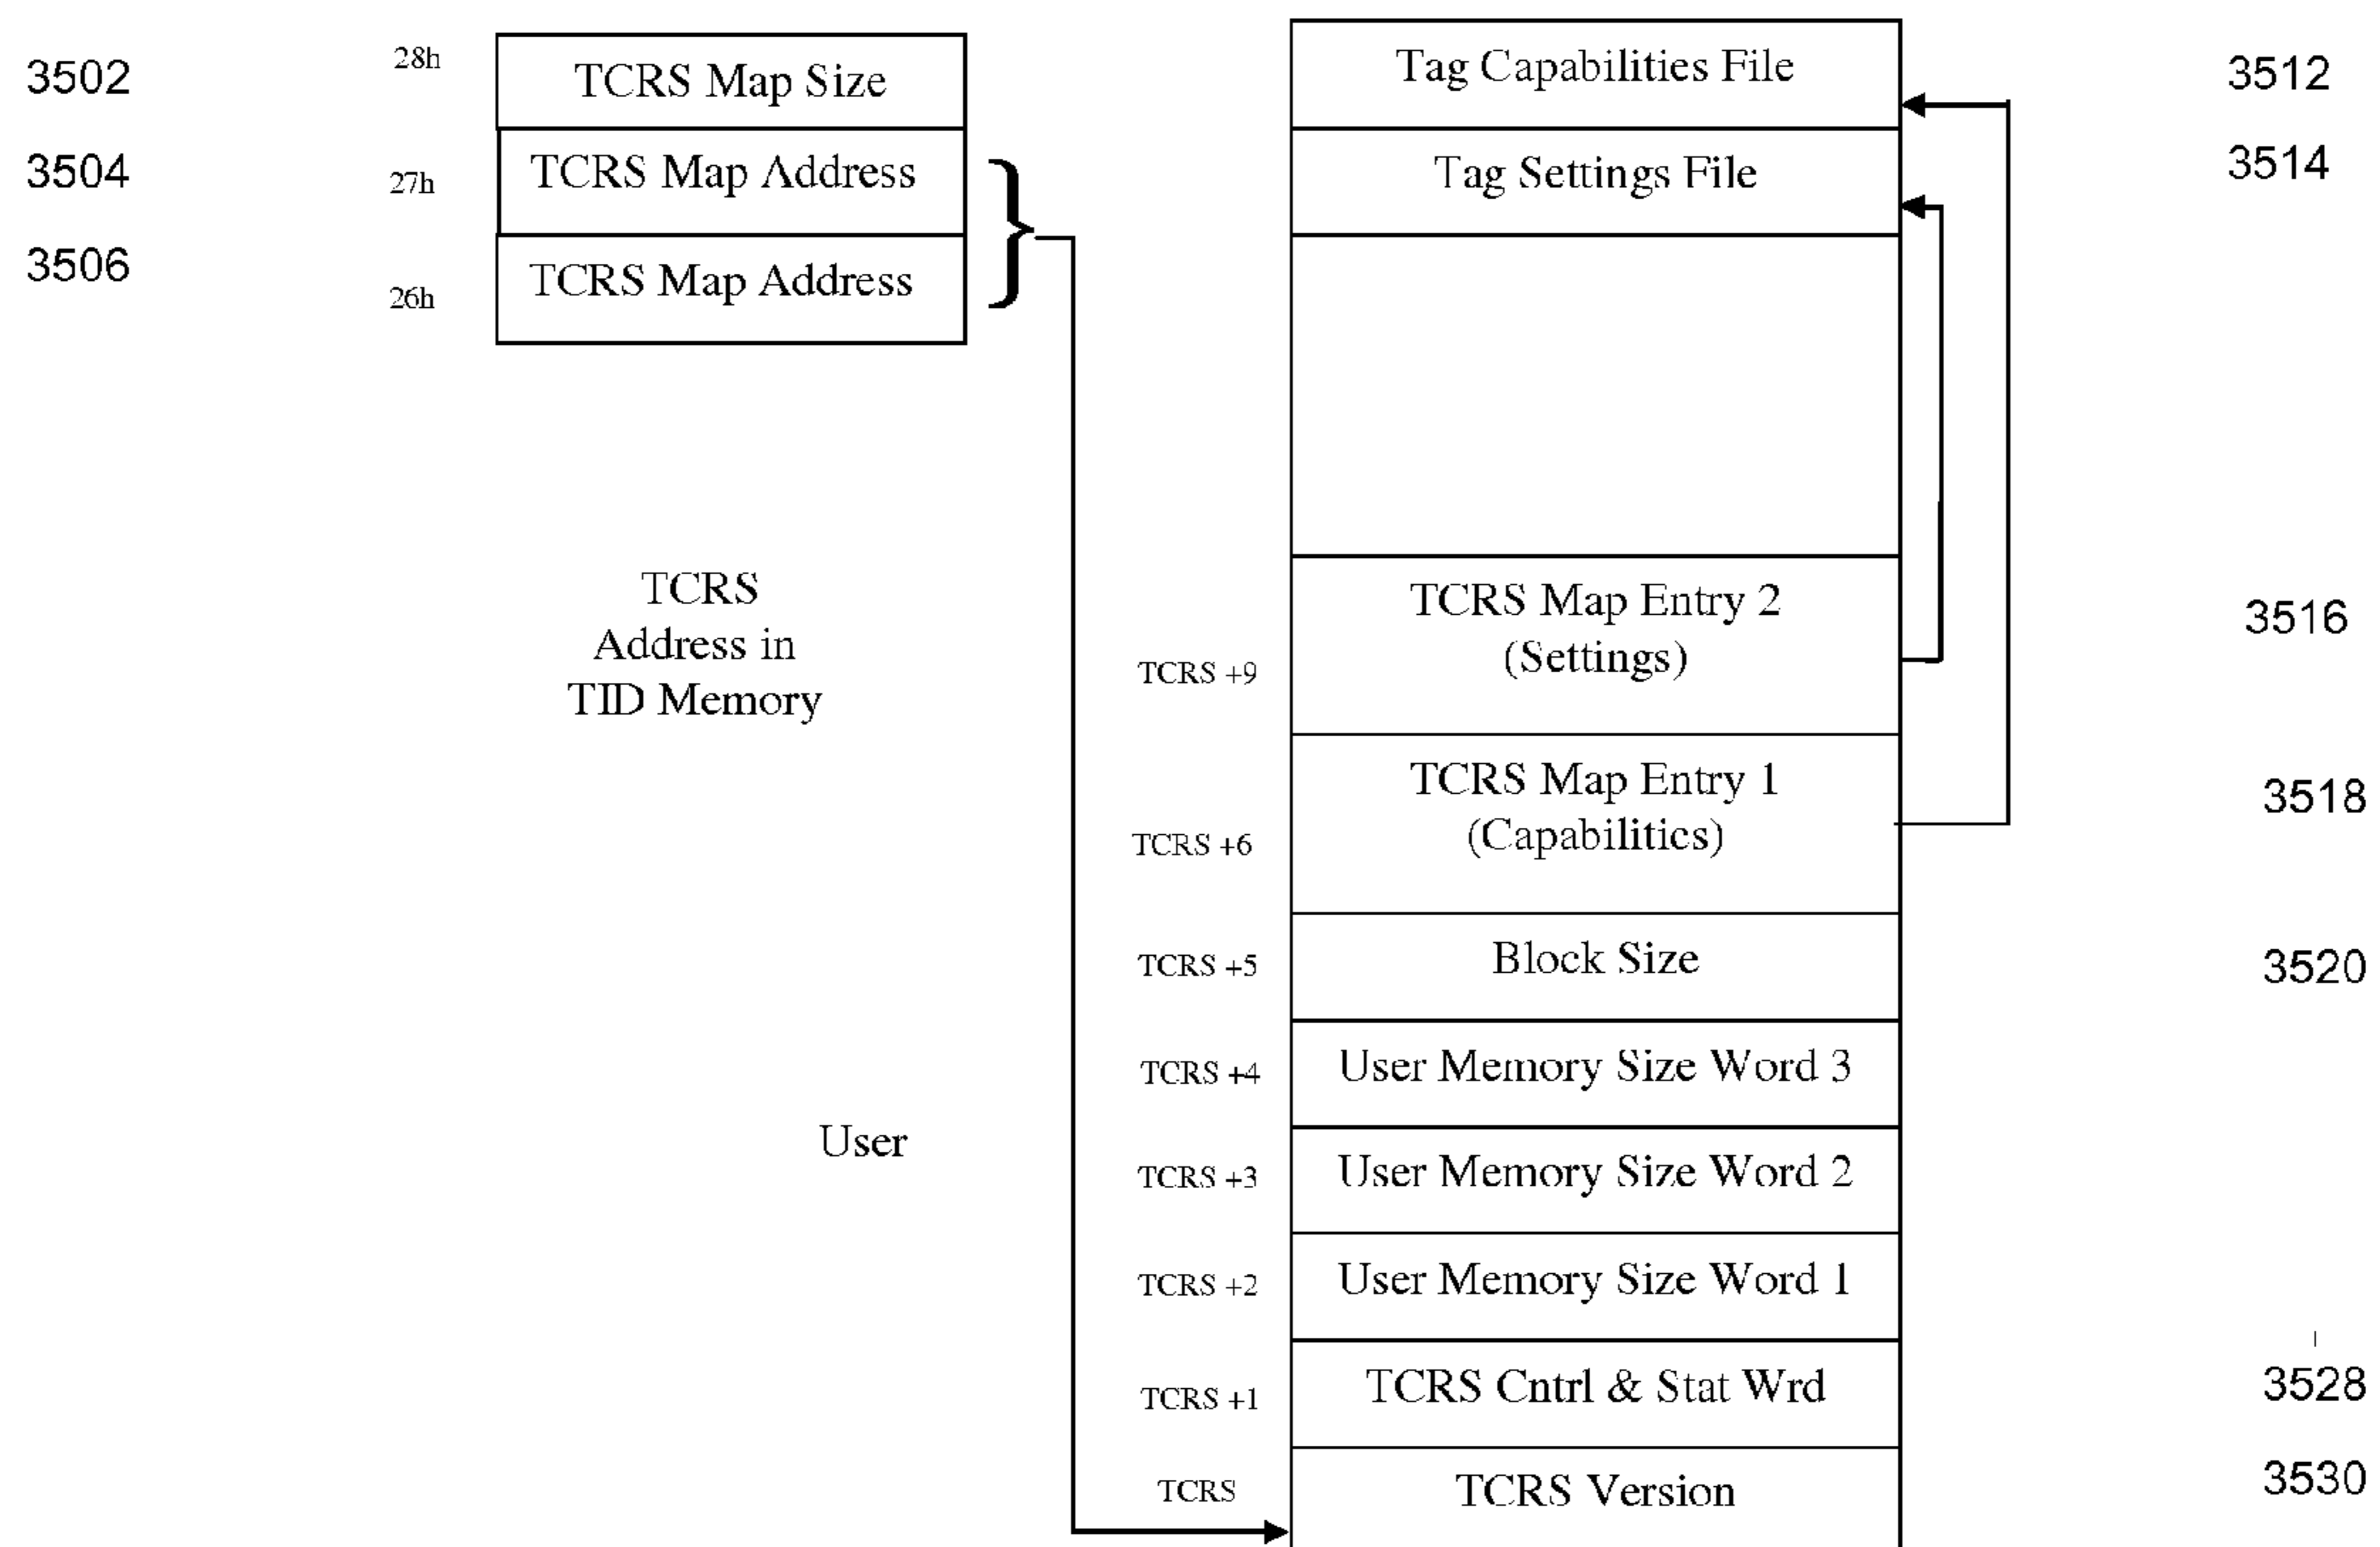 3502 28h TCRS Map Size Tag Capabilities File 3512
3504 27h TCRS Map Address Tag Settings File 3514
3506 26h TCRS Map Address
TCRS
Address in
TID Memory
TCRS Map Entry 2 3516
TCRS +9 (Settings)
TCRS Map Entry 1 3518
TCRS +6 (Capabilities)
TCRS +5 Block Size 3520
TCRS +4 User Memory Size Word 3
User
TCRS +3 User Memory Size Word 2
TCRS +2 User Memory Size Word 1
TCRS +1 TCRS Cntrl & Stat Wrd 3528
TCRS TCRS Version 3530